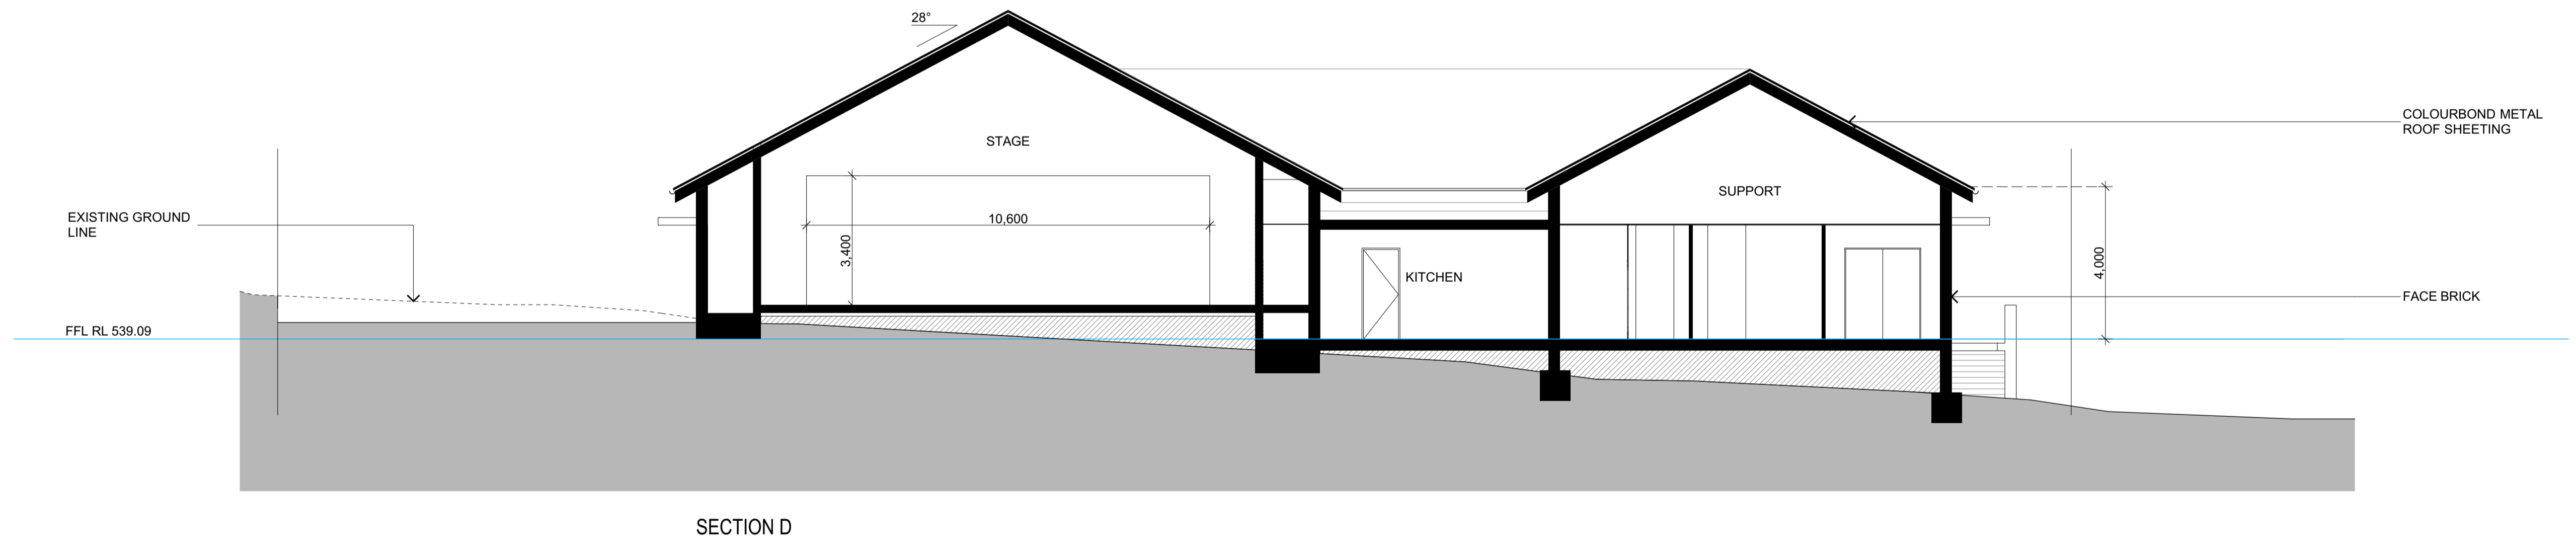 28°
COLOURBOND METAL
ROOF SHEETING
STAGE
SUPPORT
EXISTING GROUND
LINE
10,600
3,400
4,000
KITCHEN
FACE BRICK
FFL RL 539.09
SECTION D